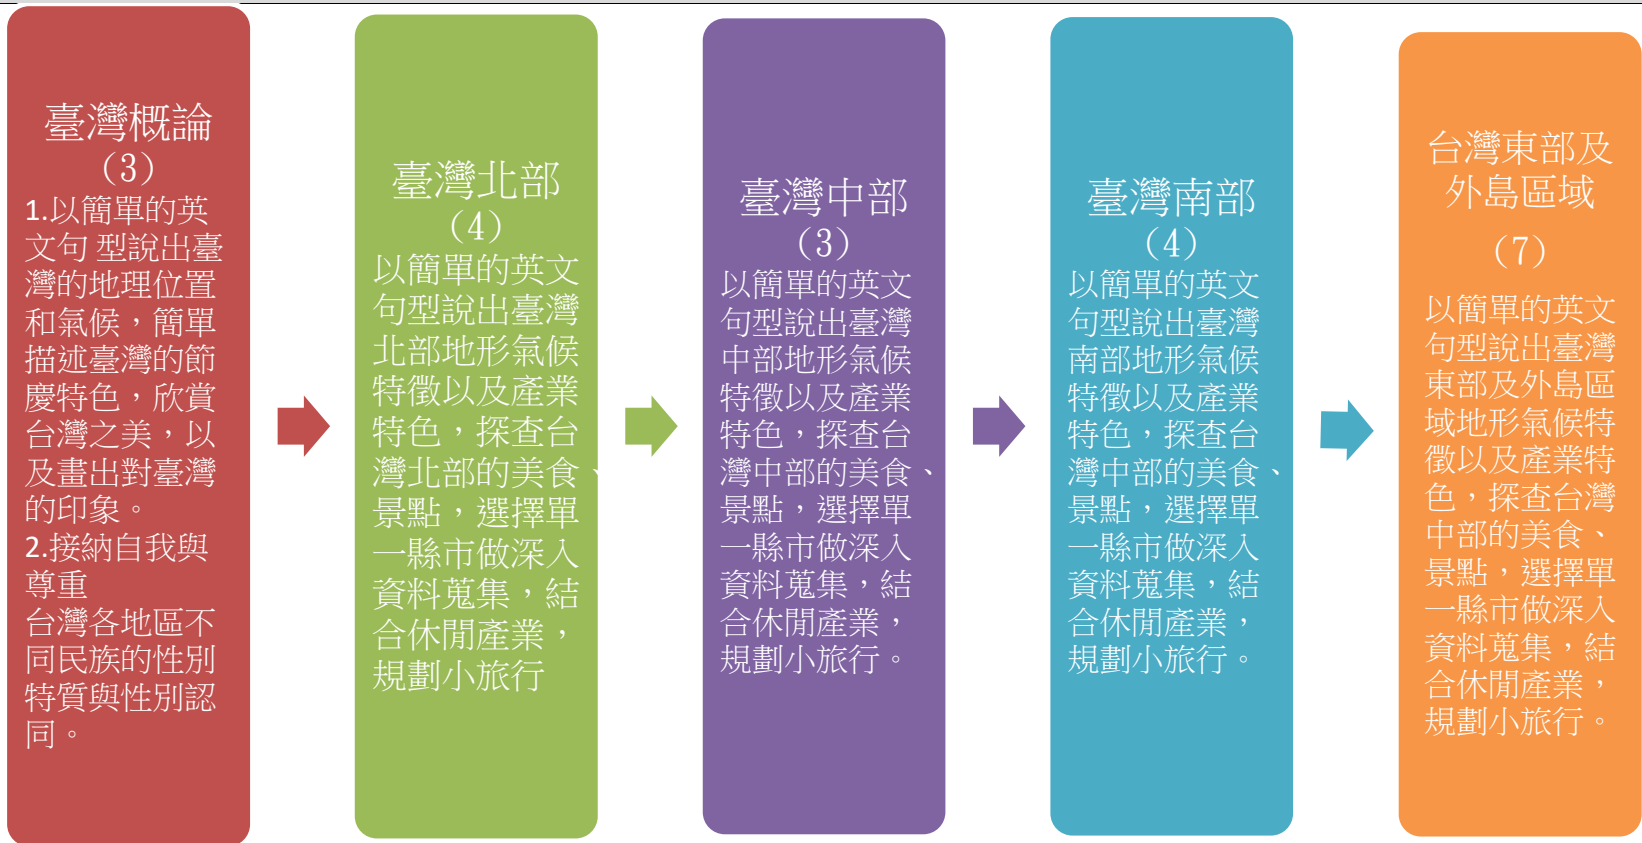 臺灣概論
（3）
1.以簡單的英
文句 型說出臺
灣的地理位置
和氣候，簡單
描述臺灣的節
慶特色，欣賞
台灣之美，以
及畫出對臺灣
的印象。
2.接納自我與
尊重
台灣各地區不
同民族的性別
特質與性別認
同。
臺灣北部
（4）
以簡單的英文
句型說出臺灣
北部地形氣候
特徵以及產業
特色，探查台
灣北部的美食、
景點，選擇單
一縣市做深入
資料蒐集，結
合休閒產業，
規劃小旅行
臺灣中部
（3）
以簡單的英文
句型說出臺灣
中部地形氣候
特徵以及產業
特色，探查台
灣中部的美食、
景點，選擇單
一縣市做深入
資料蒐集，結
合休閒產業，
規劃小旅行。
臺灣南部
（4）
以簡單的英文
句型說出臺灣
南部地形氣候
特徵以及產業
特色，探查台
灣中部的美食、
景點，選擇單
一縣市做深入
資料蒐集，結
合休閒產業，
規劃小旅行。
台灣東部及
外島區域
（7）
以簡單的英文
句型說出臺灣
東部及外島區
域地形氣候特
徵以及產業特
色，探查台灣
中部的美食、
景點，選擇單
一縣市做深入
資料蒐集，結
合休閒產業，
規劃小旅行。